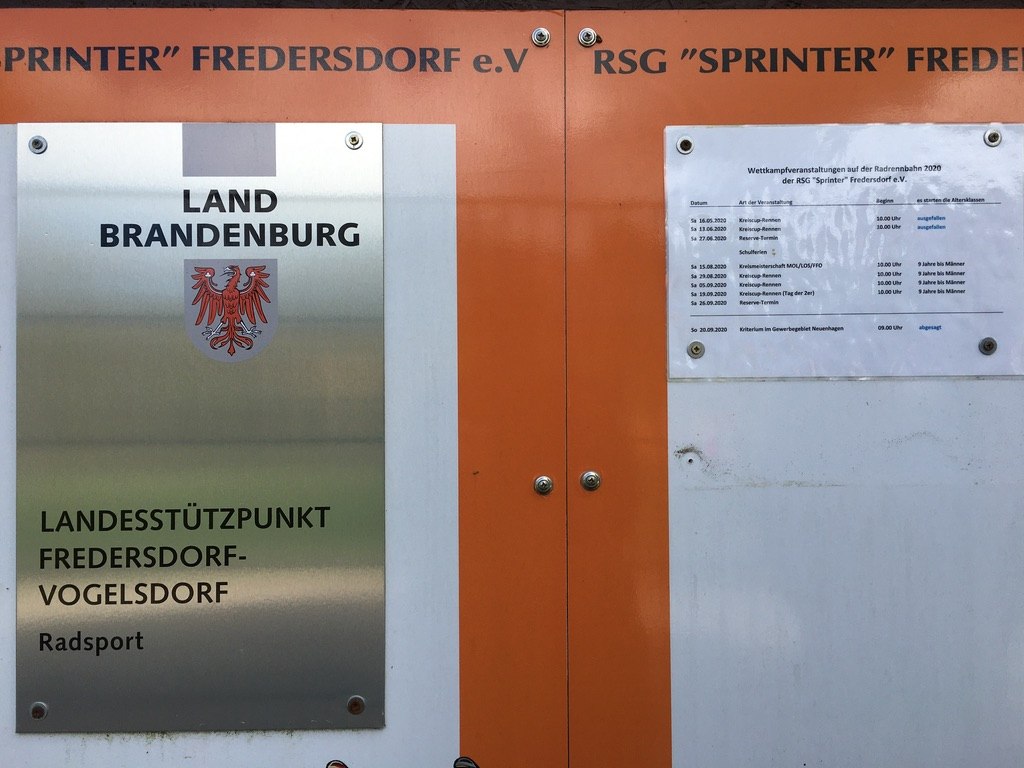 SPRINTER” FREDERSDORF e.V
RSG ”SPRINTER” FREDE
LAND
BRANDENBURG
LANDESSTÜTZPUNKT
FREDERSDORF-
VOGELSDORF
Radsport
Wettkampfveranstaltungen auf der Radrennbahn 2020
der RSG "Sprinter" Fredersdorf e.V.
Datum Art der Veranstaltung Beginn es starten die Altersklassen
Sa 16.05.2020 Kreiscup-Rennen 10.00 Uhr ausgefallen
Sa 13.06.2020 Kreiscup-Rennen 10.00 Uhr ausgefallen
Sa 27.06.2020 Reserve-Termin
Schulferien
Sa 15.08.2020 Kreismeisterschaft MOL/LOS/FFO 10.00 Uhr 9 Jahre bis Männer
Sa 29.08.2020 Kreiscup-Rennen 10.00 Uhr 9 Jahre bis Männer
Sa 05.09.2020 Kreiscup-Rennen 10.00 Uhr 9 Jahre bis Männer
Sa 19.09.2020 Kreiscup-Rennen (Tag der 2er) 10.00 Uhr 9 Jahre bis Männer
Sa 26.09.2020 Reserve-Termin
So 20.09.2020 Kriterium im Gewerbegebiet Neuenhagen 09.00 Uhr abgesagt